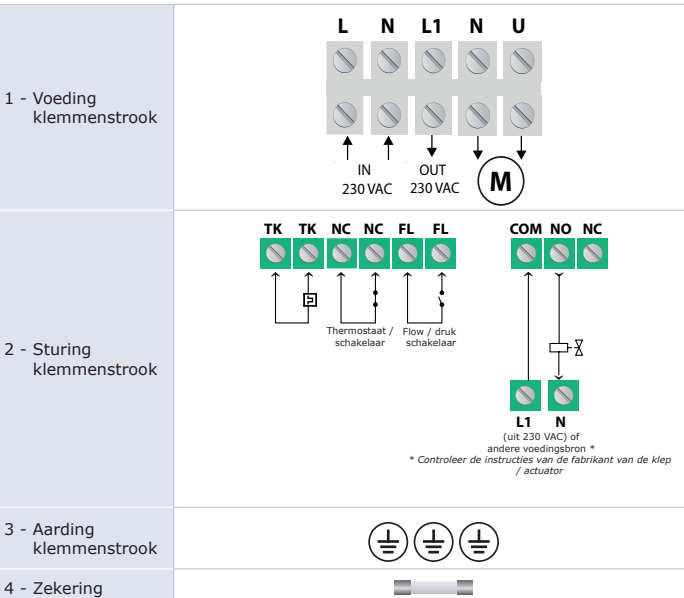 L N L1 N U
1 - Voeding
klemmenstrook
IN
230 VAC
OUT
230 VAC
M
TK TK NC NC FL FL
COM NO NC
Thermostaat /
schakelaar
Flow / druk
schakelaar
2 - Sturing
klemmenstrook
L1 N
(uit 230 VAC) of
andere voedingsbron *
* Controleer de instructies van de fabrikant van de klep
/ actuator
3 - Aarding
klemmenstrook
4 - Zekering